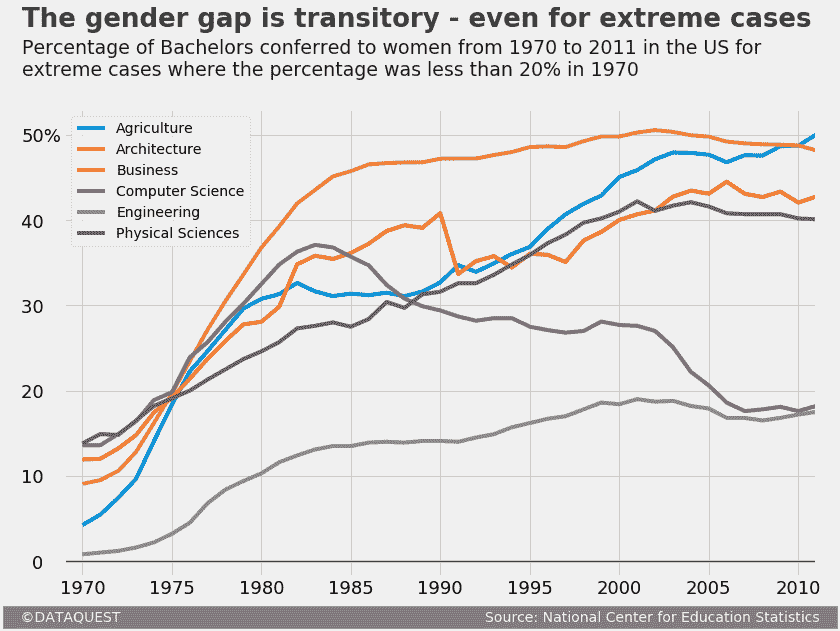 The gender gap is transitory - even for extreme cases
Percentage of Bachelors conferred to women from 1970 to 2011 in the US for
extreme cases where the percentage was less than 20% in 1970
Agriculture
Architecture
Business
Computer Science
Engineering
Physical Sciences
50%
40
30
20
10
0
1970 1975 1980 1985 1990 1995 2000 2005 2010
©DATAQUEST Source: National Center for Education Statistics